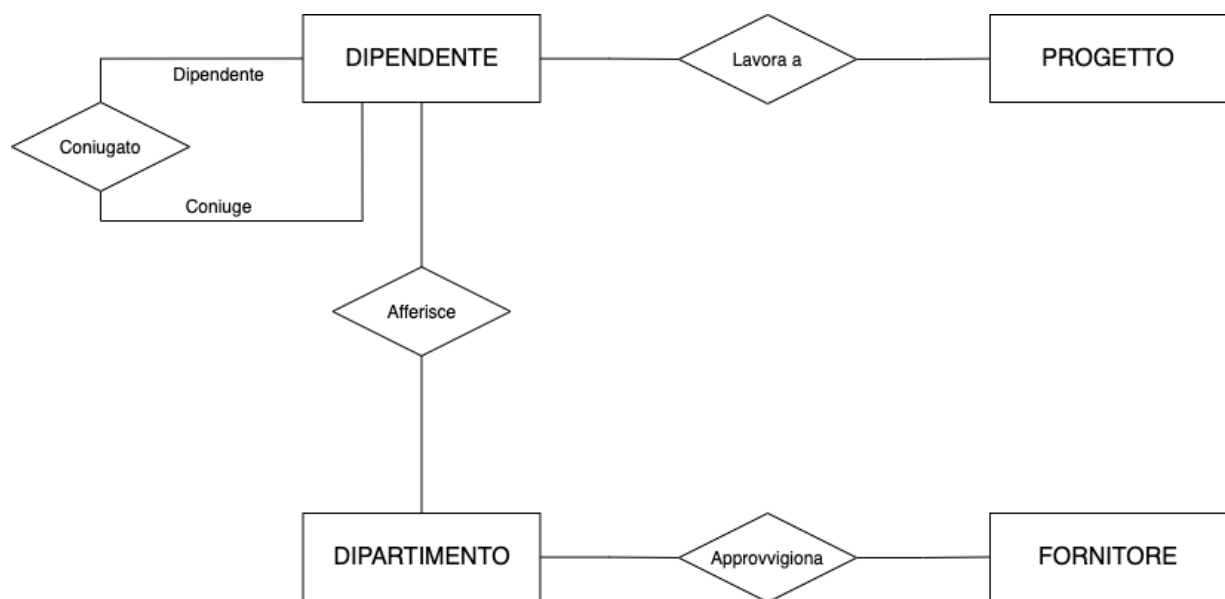 DIPENDENTE
Lavora a
PROGETTO
Dipendente
Coniugato
Coniuge
Afferisce
DIPARTIMENTO
Approvvigiona
FORNITORE